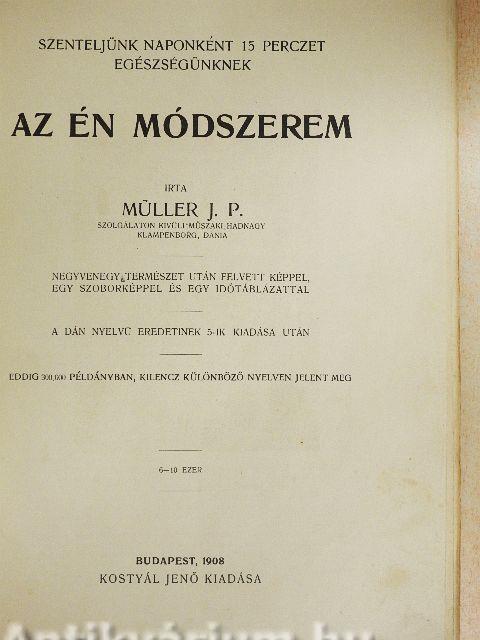 SZENTELJÜNK NAPONKÉNT 15 PERCZET
EGÉSZSÉGÜNKNEK
AZ ÉN MÓDSZEREM
IRTA
MÜLLER J. P.
SZOLGÁLATON KIVÜLI MŰSZAKI HADNAGY
KLAMPENBORG, DÁNIA
NEGYVENEGY TERMÉSZET UTÁN FELVETT KÉPPEL,
EGY SZOBORKÉPPEL ÉS EGY IDŐTÁBLÁZATTAL
A DÁN NYELVŰ EREDETINEK 5-IK KIADÁSA UTÁN
EDDIG 300,000 PÉLDÁNYBAN, KILENCZ KÜLÖNBÖZŐ NYELVEN JELENT MEG
6—10 EZER
BUDAPEST, 1908
KOSTYÁL JENŐ KIADÁSA
Antikvárium.hu